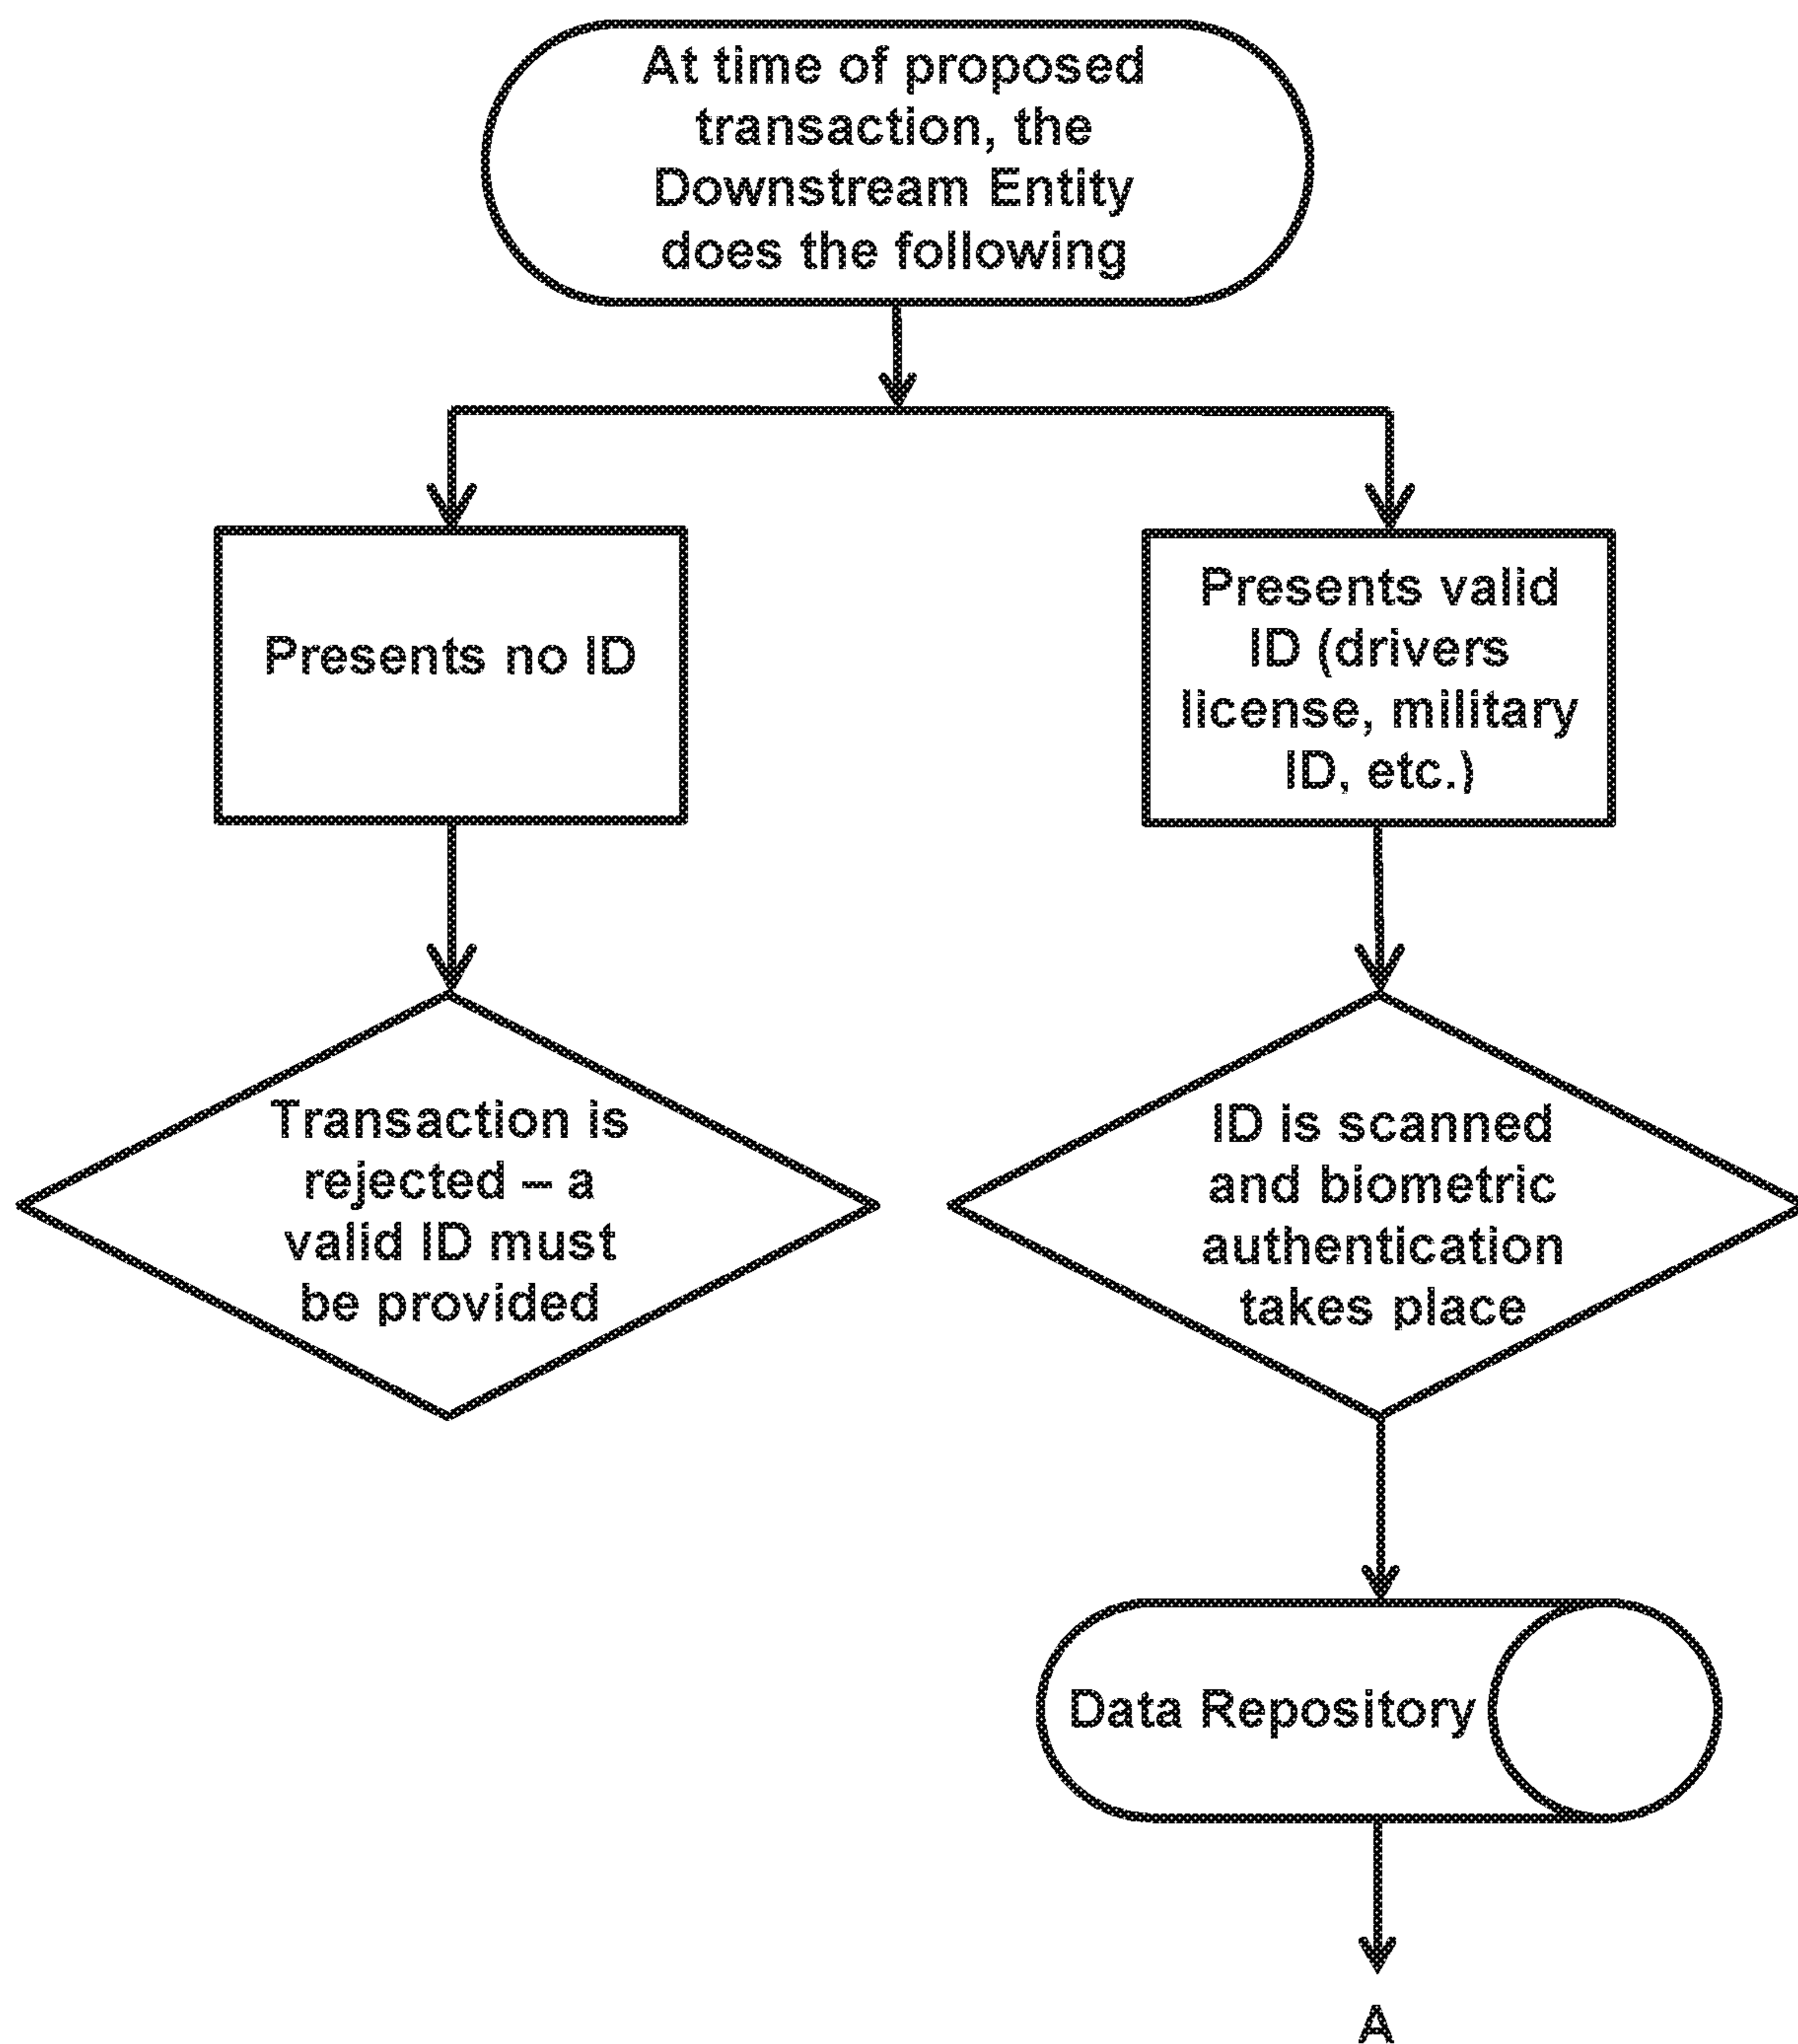 At time of proposed
transaction, the
Downstream Entity
does the following
Presents no ID
Presents valid
ID (drivers
license, military
ID, etc.)
Transaction is
rejected – a
valid ID must
be provided
ID is scanned
and biometric
authentication
takes place
Data Repository
A